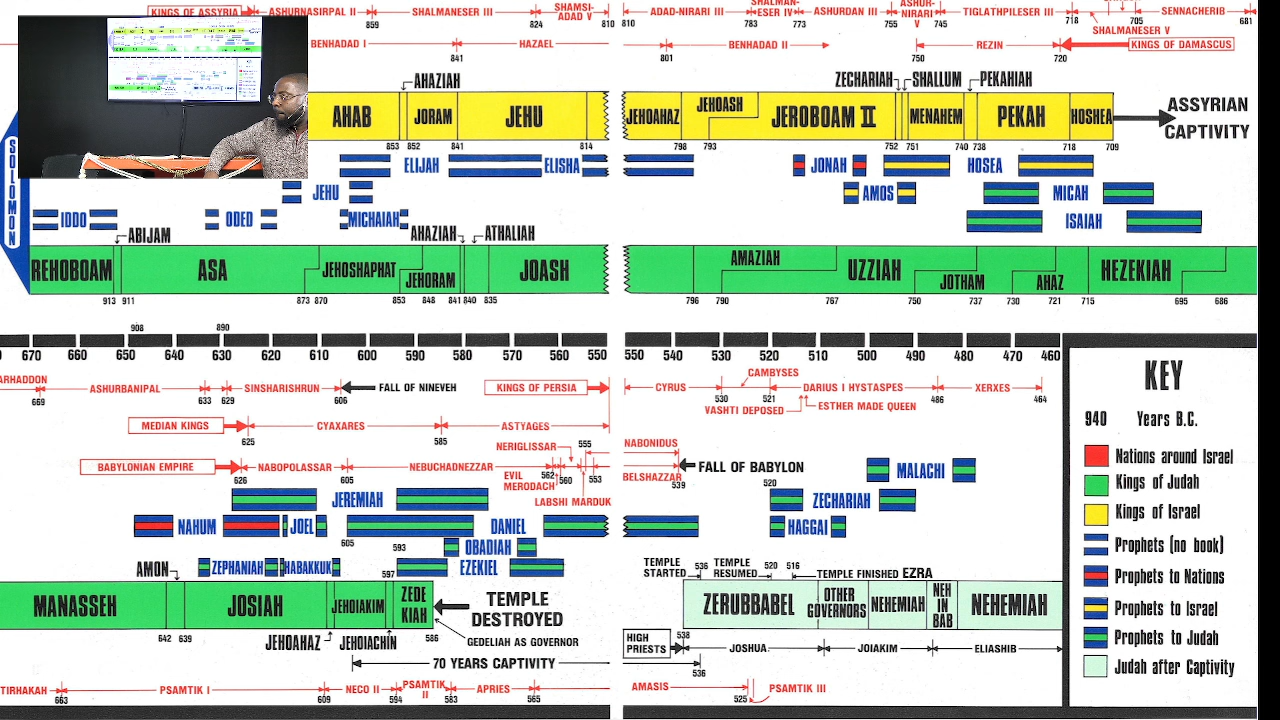 KINGS OF ASSYRIA
ASHURNASIRPAL II
859
SHALMANESER III
824
SHAMSI-
ADAD V
810
810
ADAD-NIRARI III
783
SHALMAN-
ESER IV
773
ASHURDAN III
755
ASHUR-
NIRARI
V
745
TIGLATHPILESER III
718
SHALMANESER V
705
SENNACHERIB
681
BENHADAD I
841
HAZAEL
801
BENHADAD II
750
REZIN
720
KINGS OF DAMASCUS
AHAZIAH
ZECHARIAH
SHALLUM
PEKAHIAH
AHAB
JORAM
JEHU
JEHOAHAZ
JEHOASH
JEROBOAM II
MENAHEM
PEKAH
HOSHEA
ASSYRIAN
CAPTIVITY
853
852
841
814
798
793
752
751
740
738
718
709
ELIJAH
ELISHA
JONAH
HOSEA
JEHU
AMOS
MICAH
IDDO
ODED
MICHAIAH
ISAIAH
SOLOMON
ABIJAM
AHAZIAH
ATHALIAH
REHOBOAM
ASA
JEHOSHAPHAT
JEHORAM
JOASH
AMAZIAH
UZZIAH
JOTHAM
AHAZ
HEZEKIAH
913
911
873
870
853
848
841
840
835
796
790
767
750
737
730
721
715
695
686
908
890
670
660
650
640
630
620
610
600
590
580
570
560
550
550
540
530
520
510
500
490
480
470
460
ARHADDON
669
ASHURBANIPAL
633
629
SINSHARISHRUN
606
FALL OF NINEVEH
KINGS OF PERSIA
CYRUS
530
CAMBYSES
521
DARIUS I HYSTASPES
486
XERXES
464
VASHTI DEPOSED
ESTHER MADE QUEEN
MEDIAN KINGS
625
CYAXARES
585
ASTYAGES
BABYLONIAN EMPIRE
626
NABOPOLASSAR
605
NEBUCHADNEZZAR
NERIGLISSAR
555
EVIL
MERODACH
562
560
553
LABSHI MARDUK
NABONIDUS
BELSHAZZAR
539
FALL OF BABYLON
JEREMIAH
NAHUM
JOEL
DANIEL
605
593
OBADIAH
ZEPHANIAH
HABAKKUK
EZEKIEL
MALACHI
520
ZECHARIAH
HAGGAI
AMON
597
MANASSEH
JOSIAH
JEHOIAKIM
ZEDE
KIAH
TEMPLE
DESTROYED
642
639
JEHOAHAZ
JEHOIACHIN
586
GEDELIAH AS GOVERNOR
70 YEARS CAPTIVITY
TEMPLE
STARTED
536
TEMPLE
RESUMED
520
516
TEMPLE FINISHED
EZRA
ZERUBBABEL
OTHER
GOVERNORS
NEHEMIAH
NEH
IN
BAB
NEHEMIAH
HIGH
PRIESTS
538
JOSHUA
JOIAKIM
ELIASHIB
536
TIRHAKAH
663
PSAMTIK I
609
NECO II
594
PSAMTIK
II
583
APRIES
565
AMASIS
525
PSAMTIK III
KEY
940 Years B.C.
Nations around Israel
Kings of Judah
Kings of Israel
Prophets (no book)
Prophets to Nations
Prophets to Israel
Prophets to Judah
Judah after Captivity